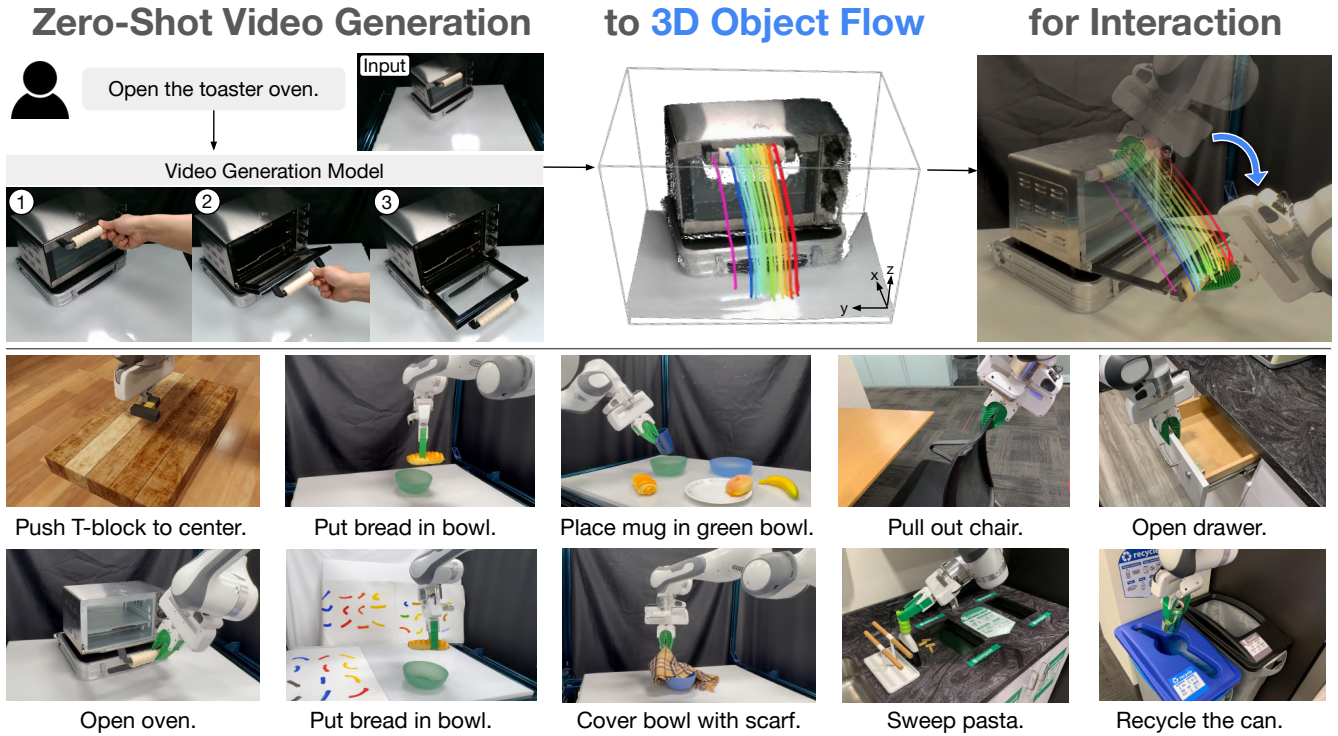 Zero-Shot Video Generation to 3D Object Flow for Interaction
Open the toaster oven.
Input
Video Generation Model
1 2 3
x z
y
Push T-block to center. Put bread in bowl. Place mug in green bowl. Pull out chair. Open drawer.
recycle
Open oven. Put bread in bowl. Cover bowl with scarf. Sweep pasta. Recycle the can.